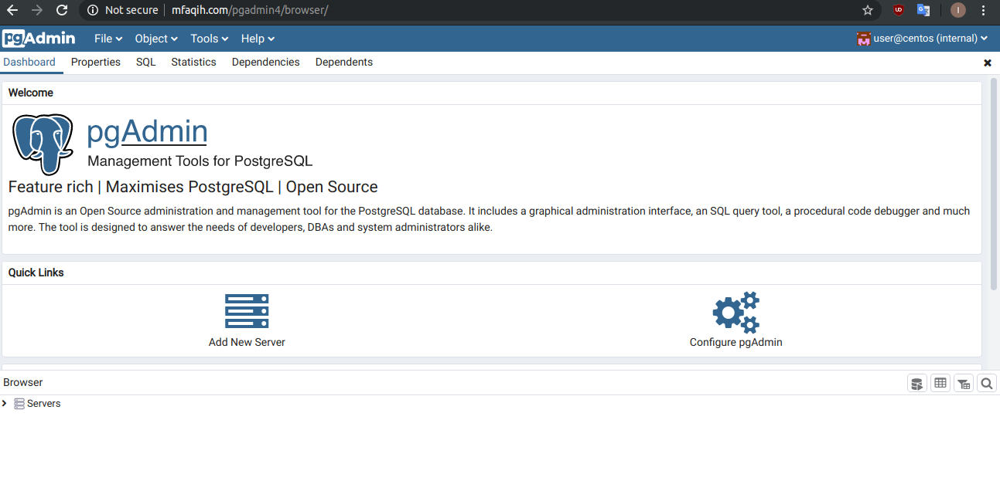 Not secure | mfaqih.com/pgadmin4/browser/
pgAdmin File Object Tools Help user@centos (internal)
Dashboard Properties SQL Statistics Dependencies Dependents
Welcome
pgAdmin
Management Tools for PostgreSQL
Feature rich | Maximises PostgreSQL | Open Source
pgAdmin is an Open Source administration and management tool for the PostgreSQL database. It includes a graphical administration interface, an SQL query tool, a procedural code debugger and much
more. The tool is designed to answer the needs of developers, DBAs and system administrators alike.
Quick Links
Add New Server Configure pgAdmin
Browser
Servers